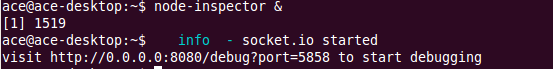 ace@ace-desktop:~$ node-inspector &
[1] 1519
ace@ace-desktop:~$    info  - socket.io started
visit http://0.0.0.0:8080/debug?port=5858 to start debugging